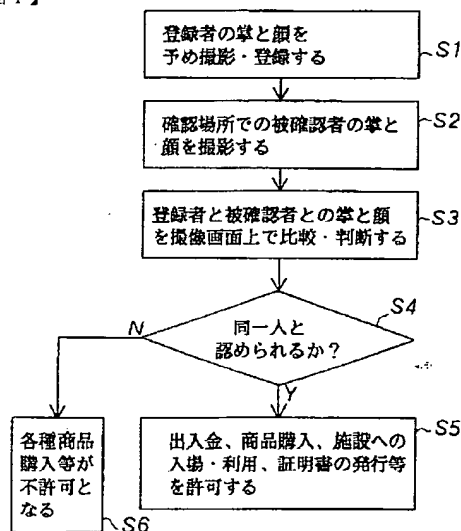 登録者の掌と顔を
予め撮影・登録する
S1
確認場所での被確認者の掌と
顔を撮影する
S2
登録者と被確認者との掌と顔
を撮像画面上で比較・判断する
S3
S4
同一人と
認められるか？
N
Y
各種商品
購入等が
不許可と
なる
S6
出入金、商品購入、施設への
入場・利用、証明書の発行等
を許可する
S5